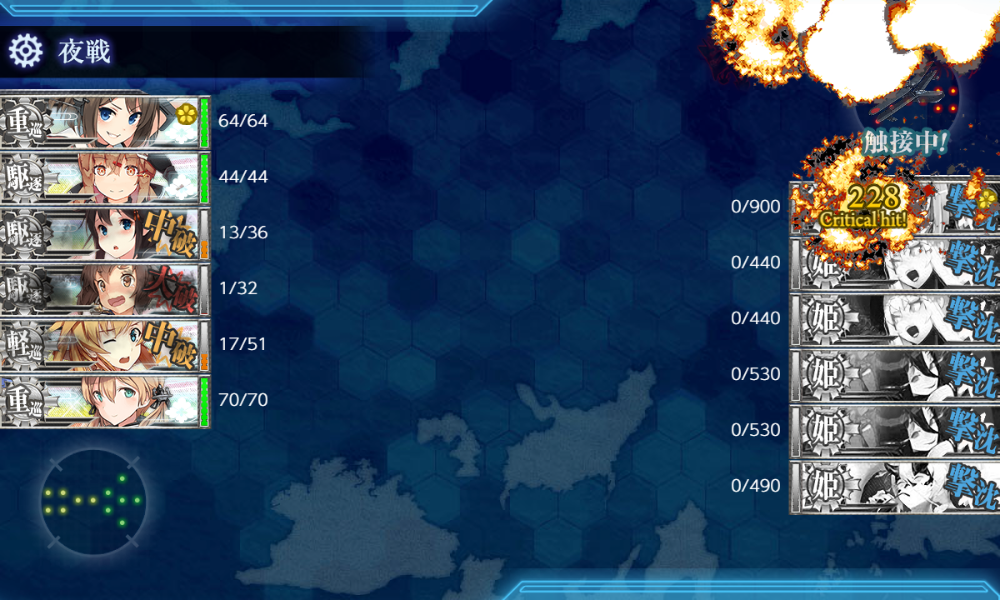 夜戦
重巡
64/64
駆逐
44/44
駆逐
中破
13/36
駆逐
大破
1/32
軽巡
中破
17/51
重巡
70/70
触接中!
0/900
228
Critical hit!
撃沈
0/440
姫
撃沈
0/440
姫
撃沈
0/530
姫
撃沈
0/530
姫
撃沈
0/490
姫
撃沈